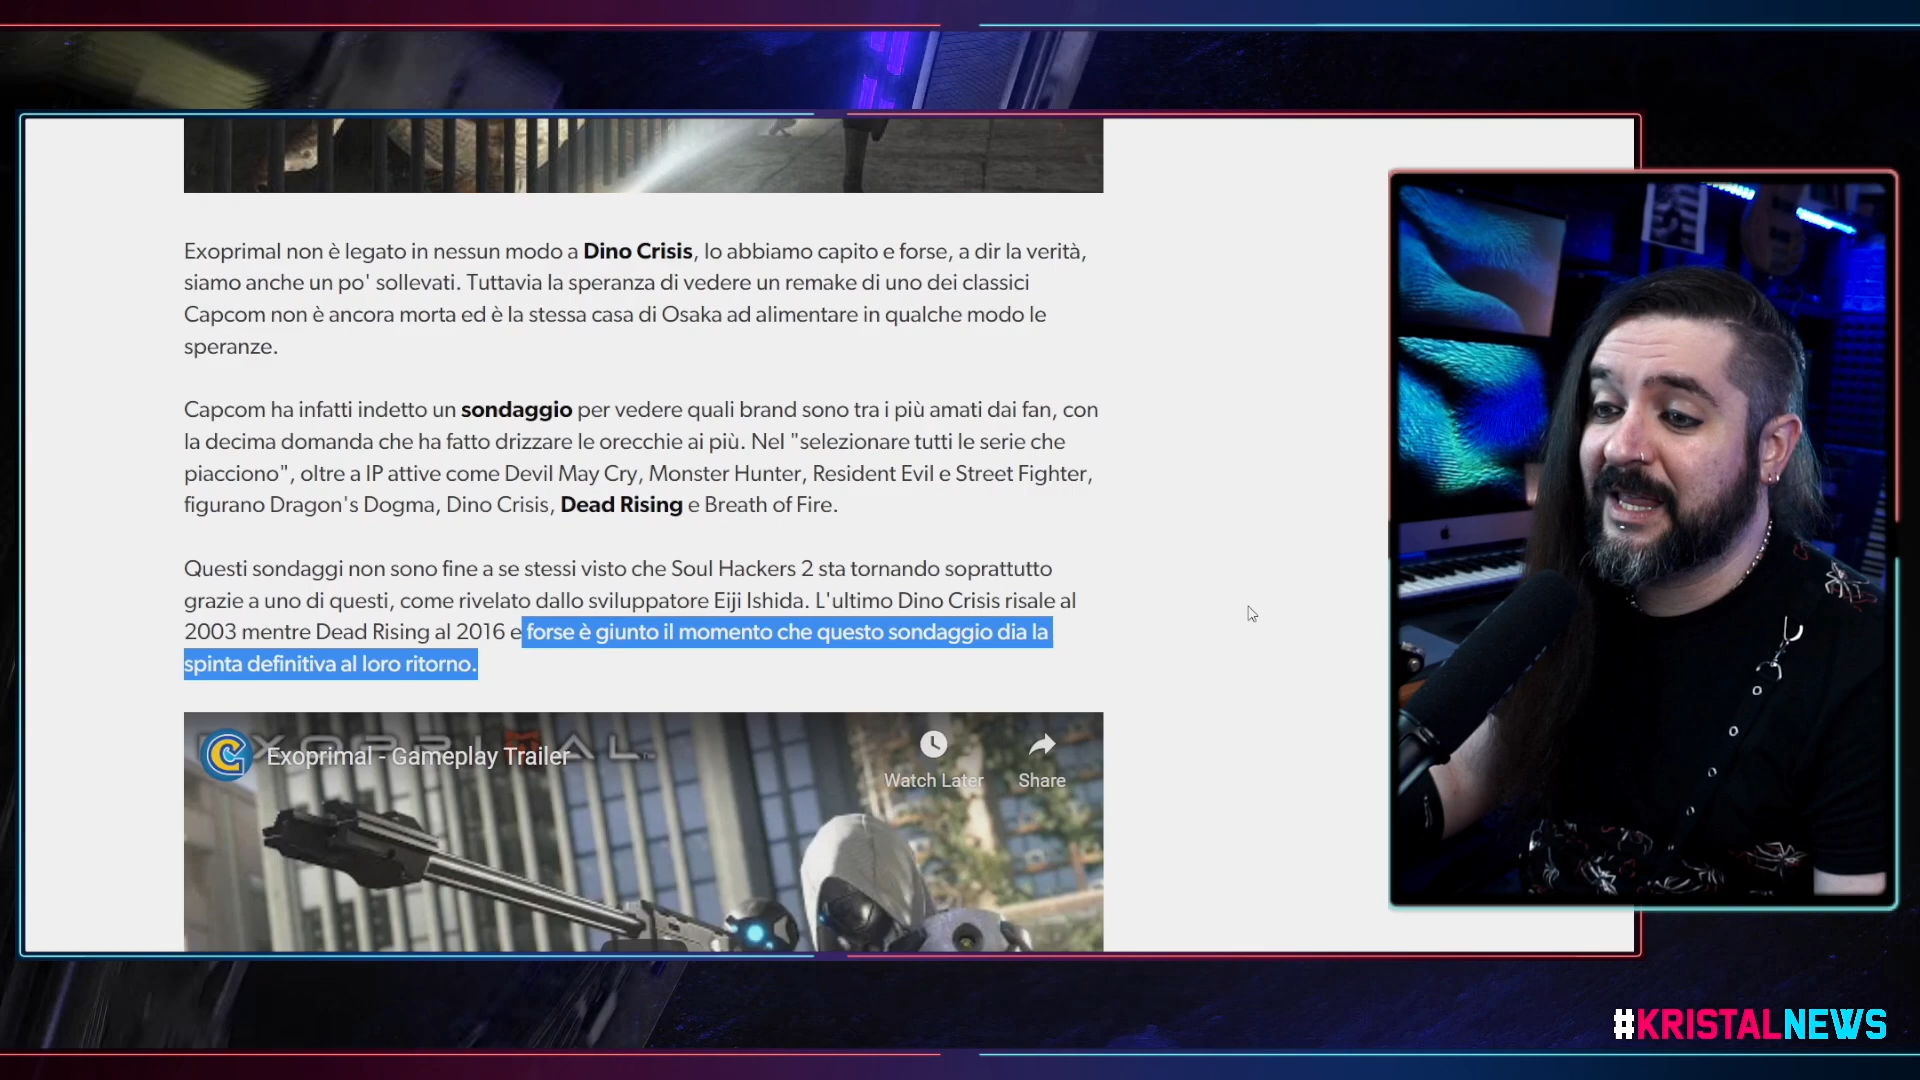 Exoprimal non è legato in nessun modo a Dino Crisis, lo abbiamo capito e forse, a dir la verità,
siamo anche un po' sollevati. Tuttavia la speranza di vedere un remake di uno dei classici
Capcom non è ancora morta ed è la stessa casa di Osaka ad alimentare in qualche modo le
speranze.
Capcom ha infatti indetto un sondaggio per vedere quali brand sono tra i più amati dai fan, con
la decima domanda che ha fatto drizzare le orecchie ai più. Nel "selezionare tutti le serie che
piacciono", oltre a IP attive come Devil May Cry, Monster Hunter, Resident Evil e Street Fighter,
figurano Dragon's Dogma, Dino Crisis, Dead Rising e Breath of Fire.
Questi sondaggi non sono fine a se stessi visto che Soul Hackers 2 sta tornando soprattutto
grazie a uno di questi, come rivelato dallo sviluppatore Eiji Ishida. L'ultimo Dino Crisis risale al
2003 mentre Dead Rising al 2016 e forse è giunto il momento che questo sondaggio dia la
spinta definitiva al loro ritorno.
Exoprimal - Gameplay Trailer
Watch Later
Share
#KRISTALNEWS